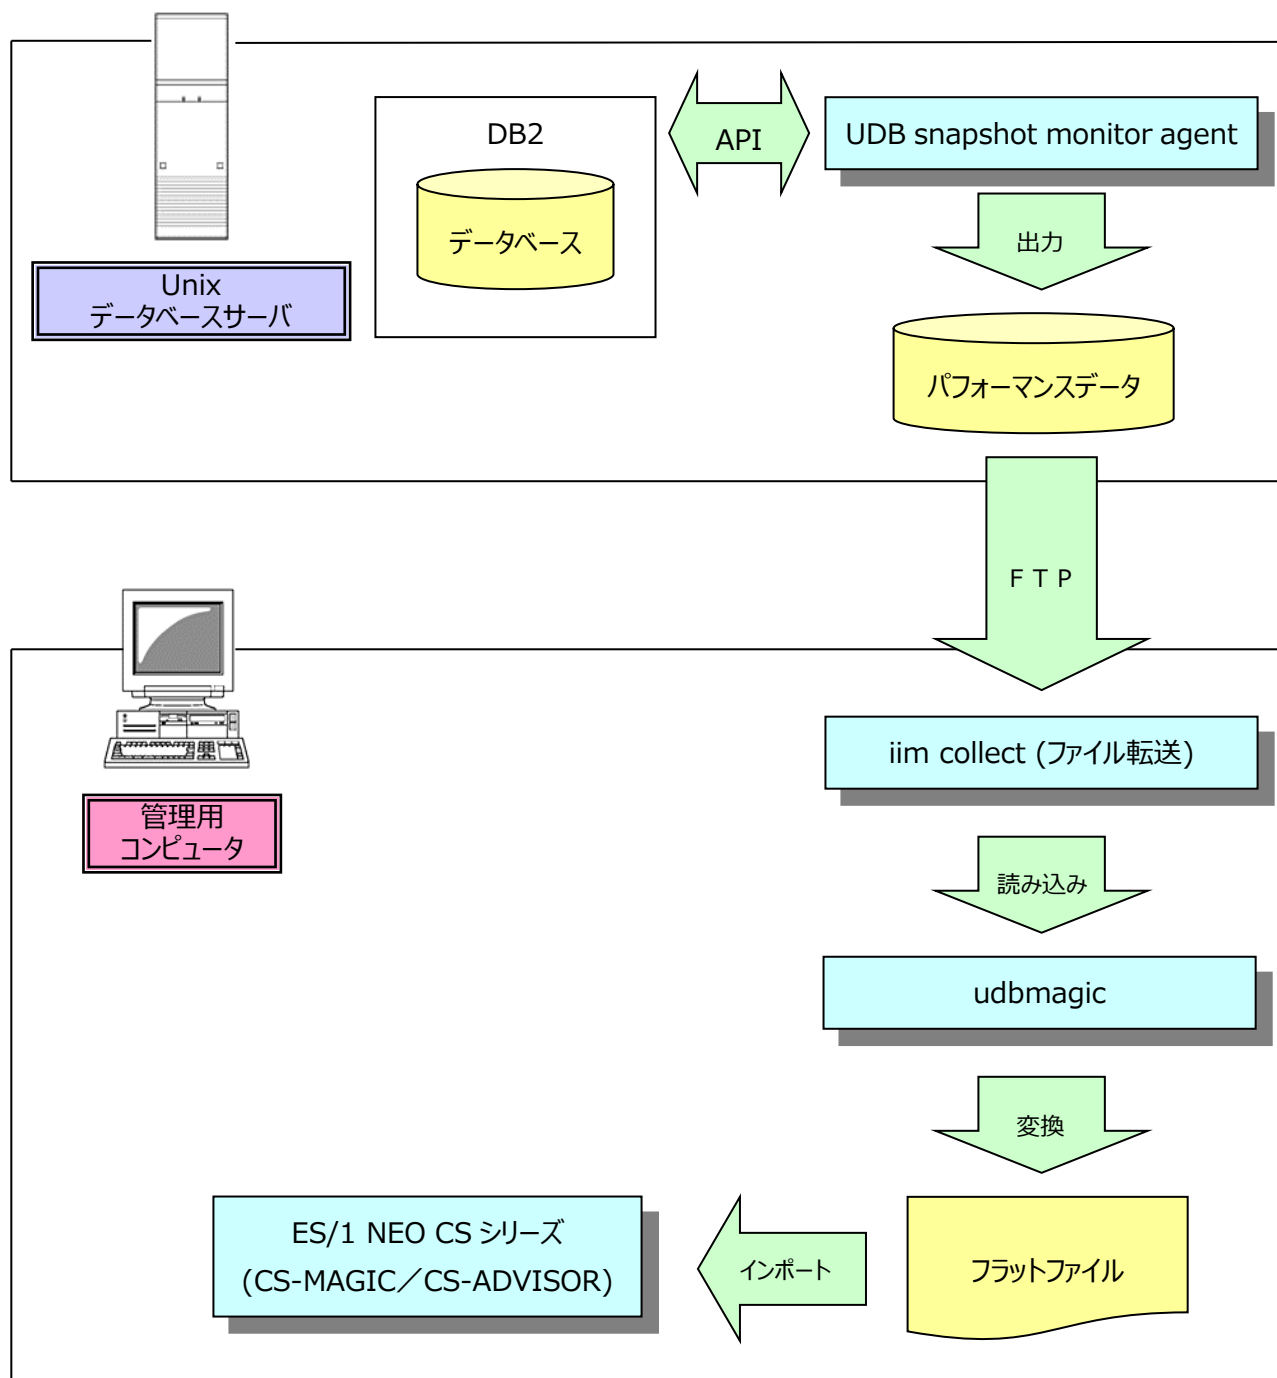 DB2
データベース
API
UDB snapshot monitor agent
出力
Unix
データベースサーバ
パフォーマンスデータ
ＦＴＰ
iim collect (ファイル転送)
管理用
コンピュータ
読み込み
udbmagic
変換
ES/1 NEO CS シリーズ
(CS-MAGIC／CS-ADVISOR)
インポート
フラットファイル